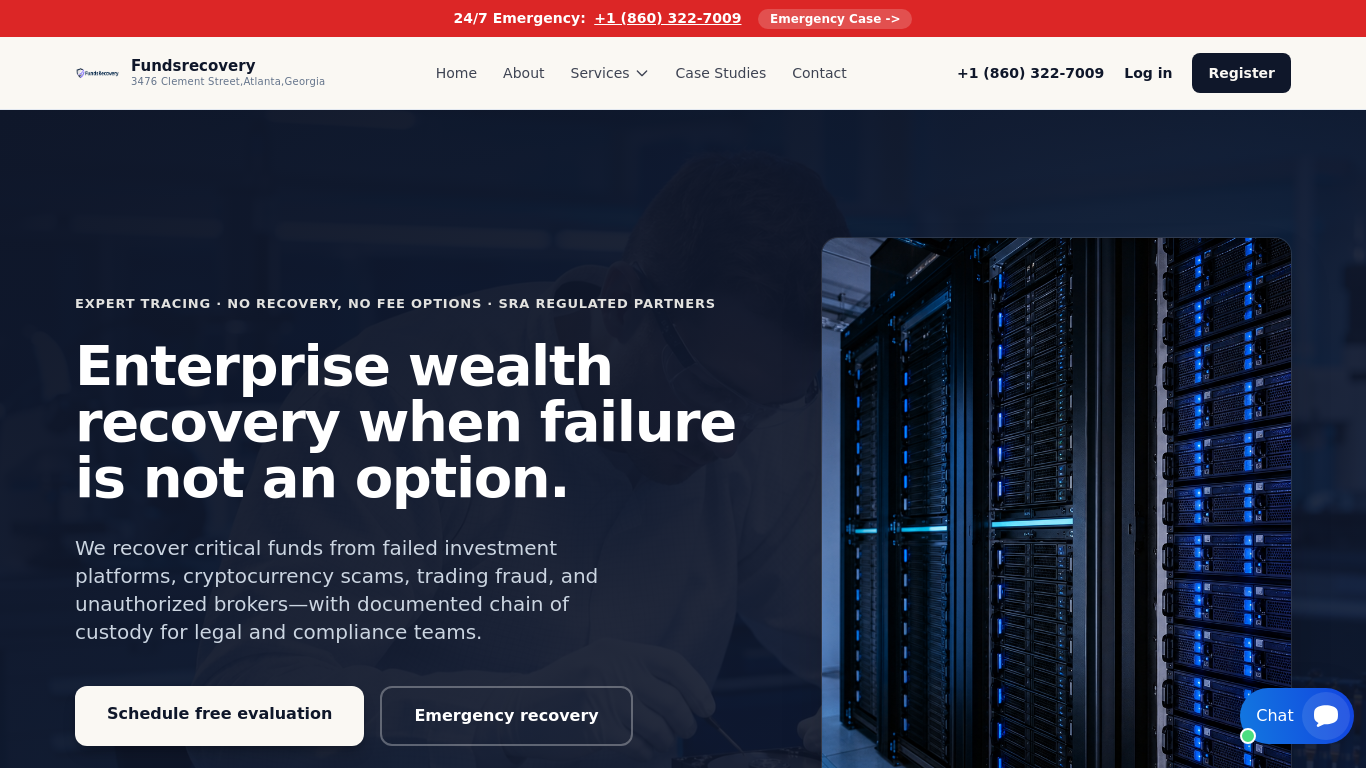 24/7 Emergency: +1 (860) 322-7009 Emergency Case ->
FundsRecovery
Fundsrecovery
3476 Clement Street,Atlanta,Georgia
Home About Services Case Studies Contact
+1 (860) 322-7009 Log in Register
EXPERT TRACING · NO RECOVERY, NO FEE OPTIONS · SRA REGULATED PARTNERS
Enterprise wealth
recovery when failure
is not an option.
We recover critical funds from failed investment
platforms, cryptocurrency scams, trading fraud, and
unauthorized brokers—with documented chain of
custody for legal and compliance teams.
Schedule free evaluation Emergency recovery
Chat